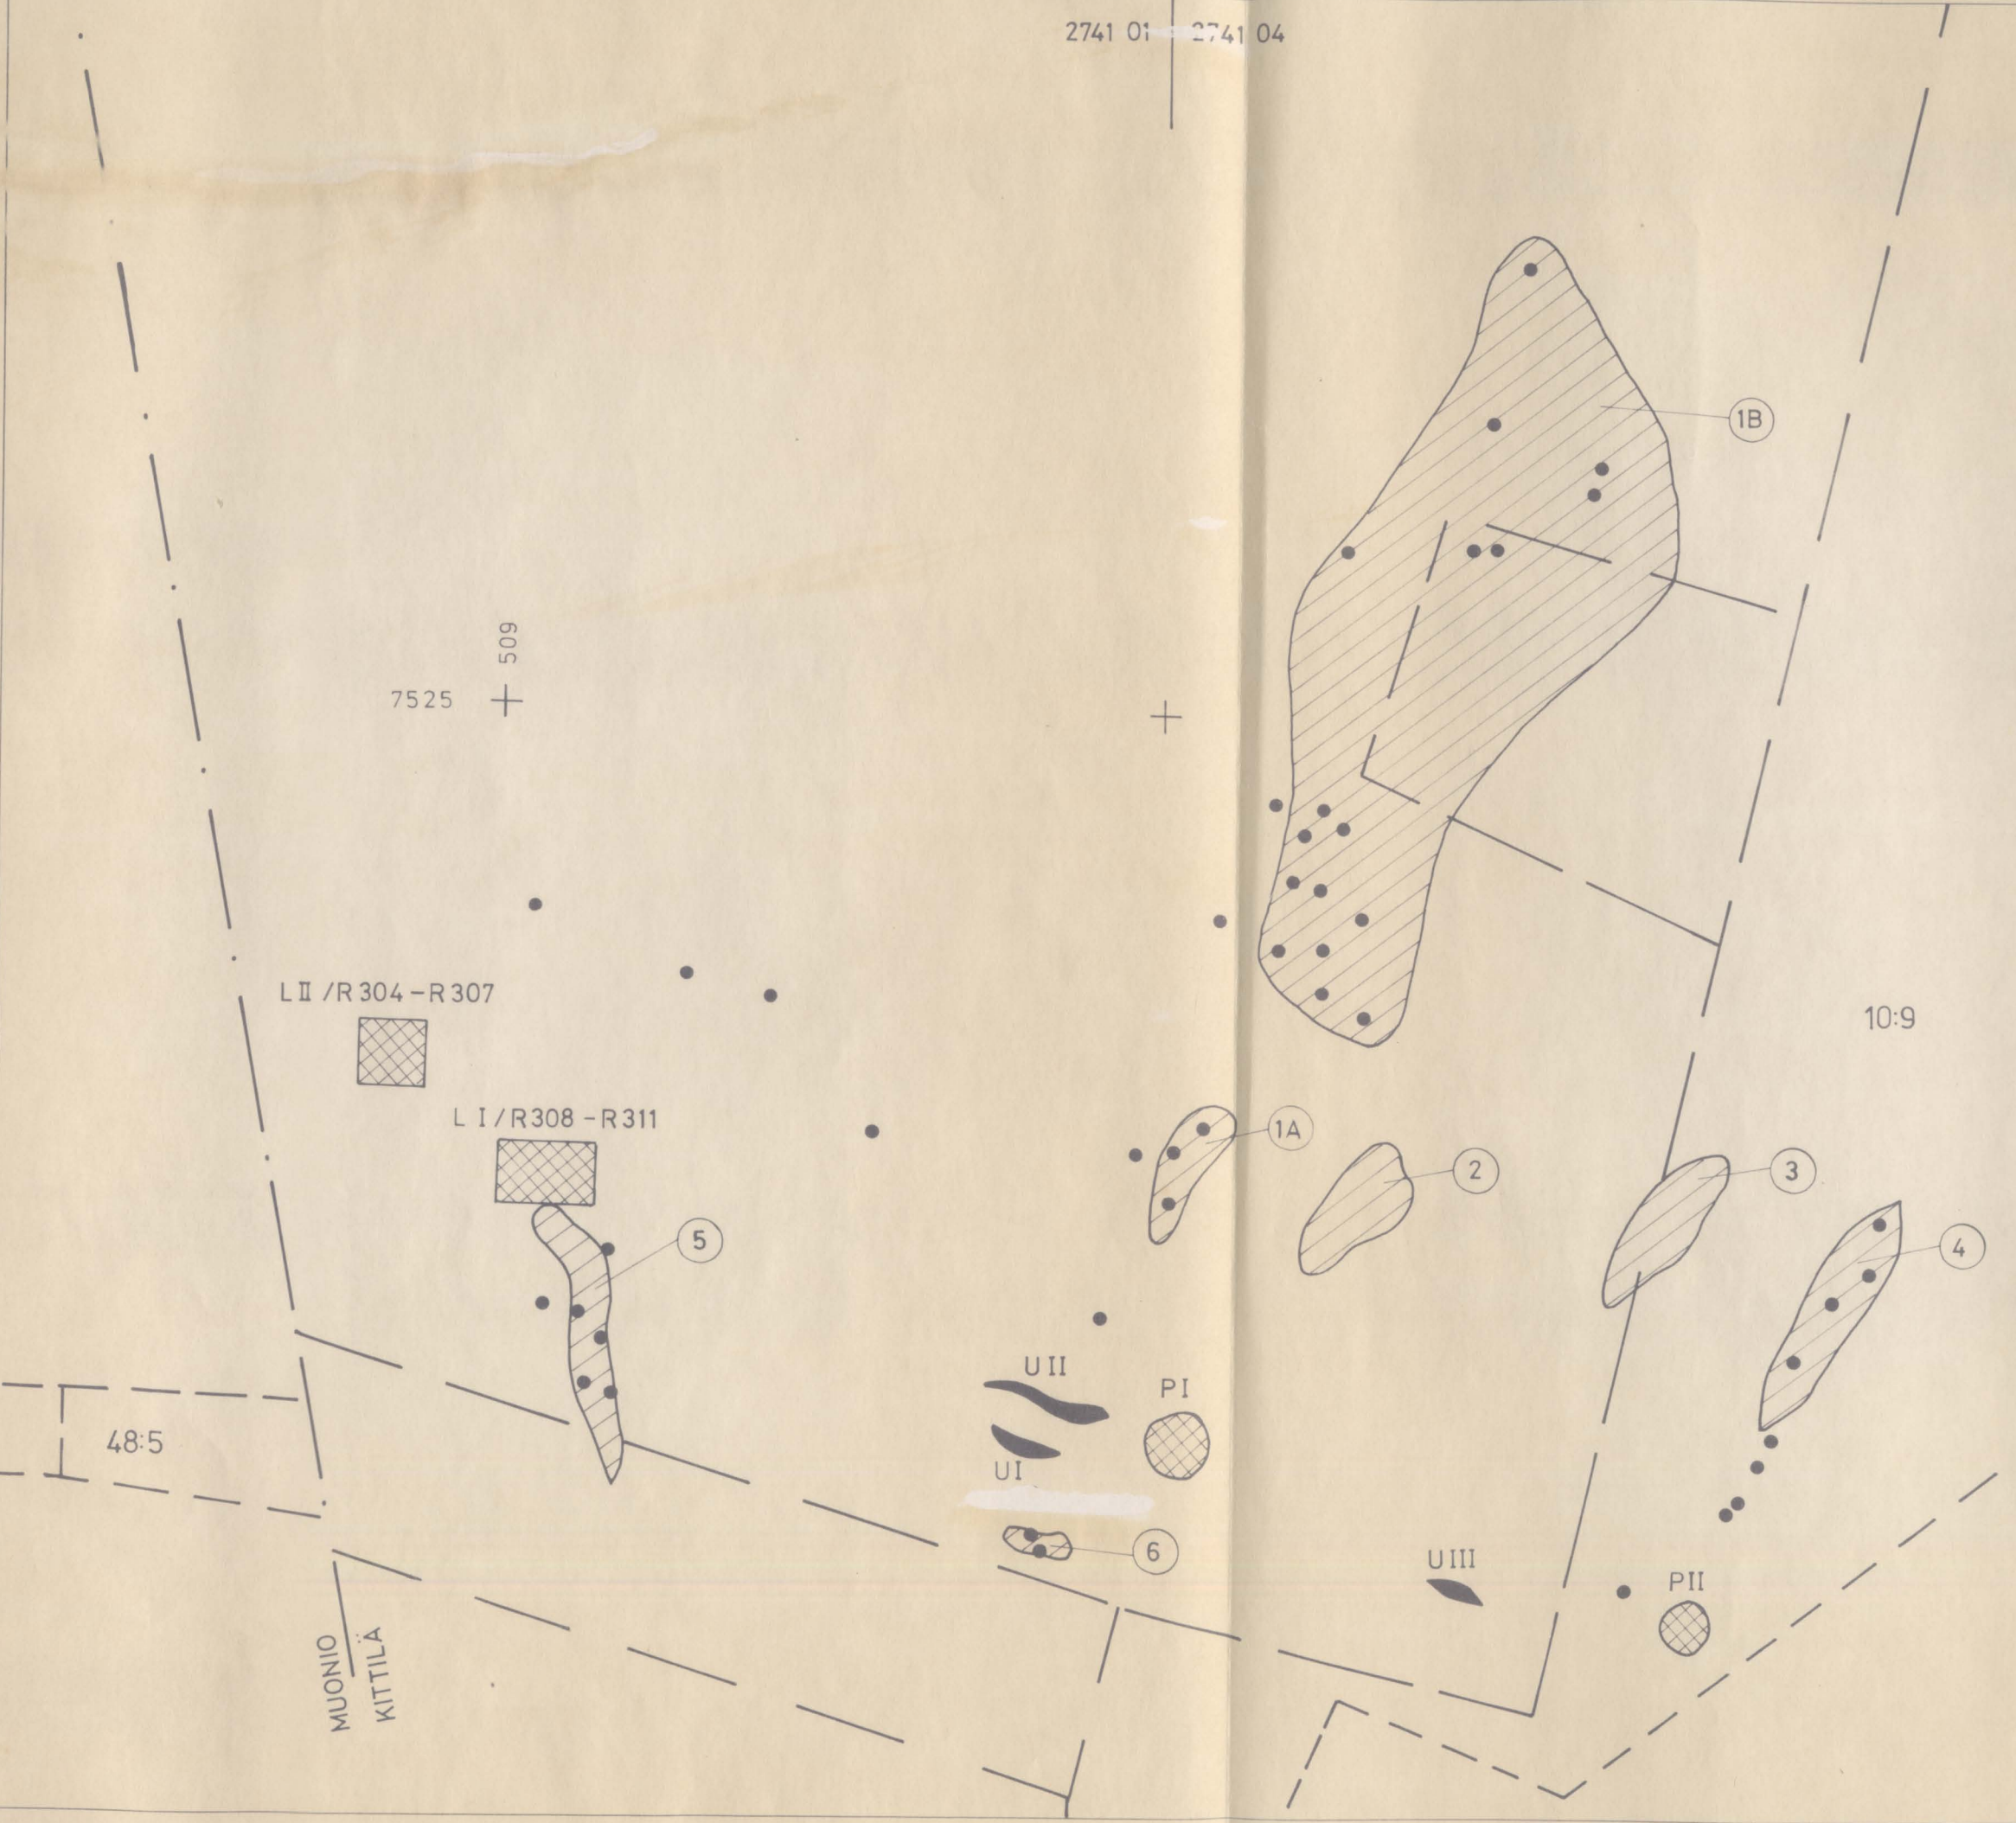 2741 01 2741 04
1B
509
7525
LII/R304-R307
10:9
LI/R308-R311
1A
2
3
5
4
UII
PI
48:5
UI
6
UIII
PII
MUONIO
KITTILÄ